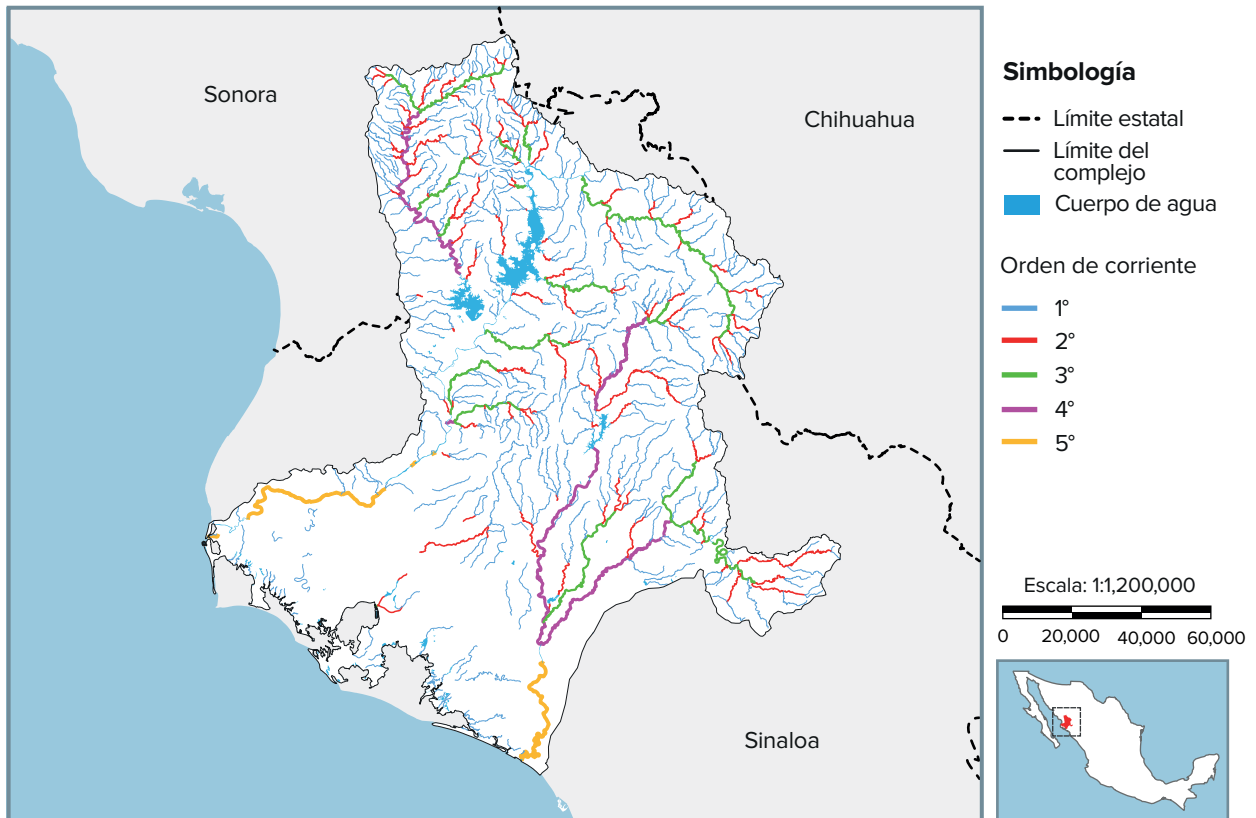 Sonora
Chihuahua
Sinaloa
Simbología
Límite estatal
Límite del
complejo
Cuerpo de agua
Orden de corriente
1°
2°
3°
4°
5°
Escala: 1:1,200,000
0 20,000 40,000 60,000